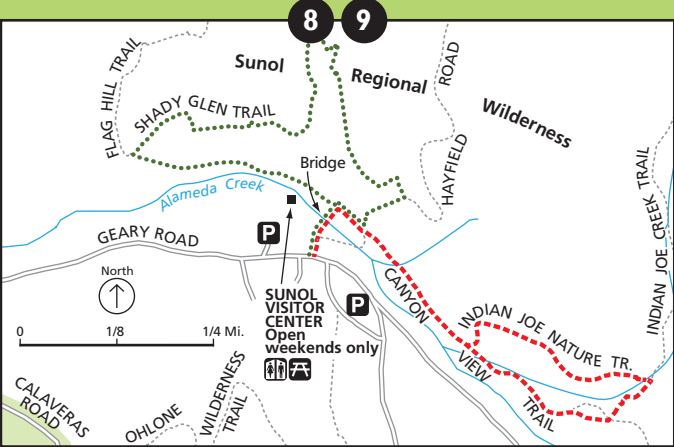 8 9
FLAG HILL TRAIL
SHADY GLEN TRAIL
Sunol Regional Wilderness
HAYFIELD ROAD
Bridge
Alameda Creek
GEARY ROAD
P
North
0 1/8 1/4 Mi.
SUNOL
VISITOR
CENTER
Open
weekends only
P
CANYON VIEW TRAIL
INDIAN JOE NATURE TR.
INDIAN JOE CREEK TRAIL
CALAVERAS
ROAD
OHLONE WILDERNESS
TRAIL